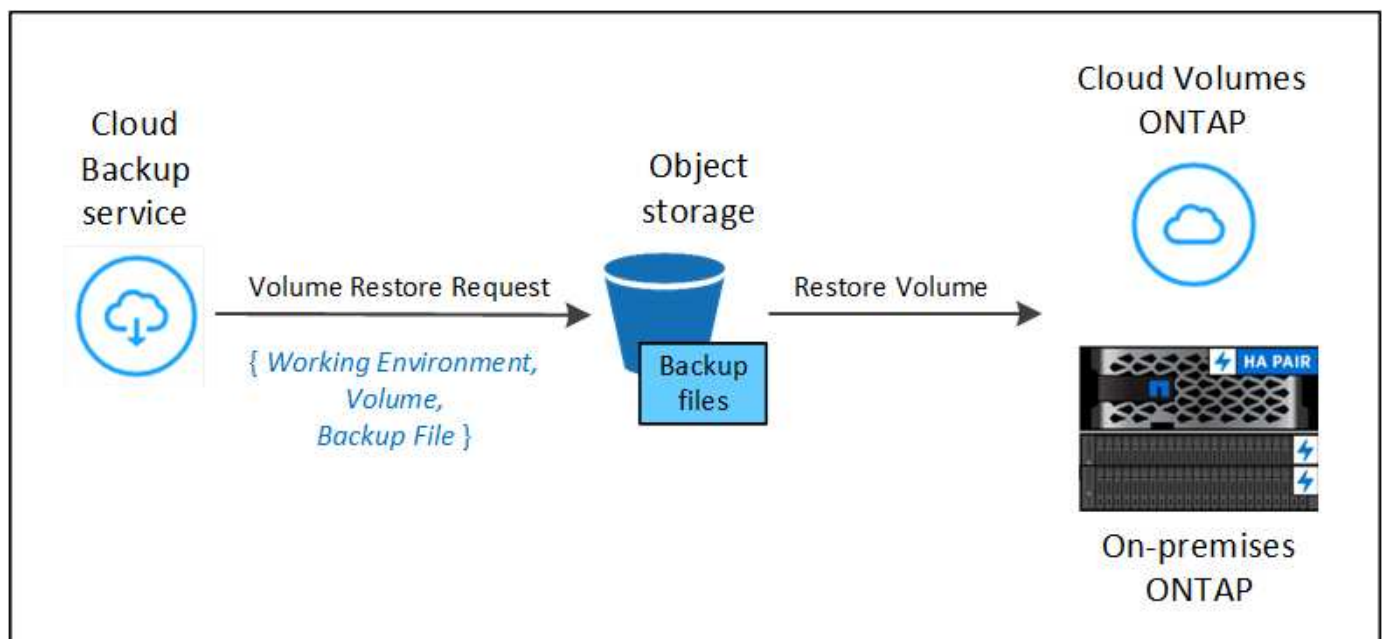 Cloud
Backup
service
Volume Restore Request
{ Working Environment,
Volume,
Backup File }
Object
storage
Backup
files
Restore Volume
Cloud Volumes
ONTAP
HA PAIR
On-premises
ONTAP